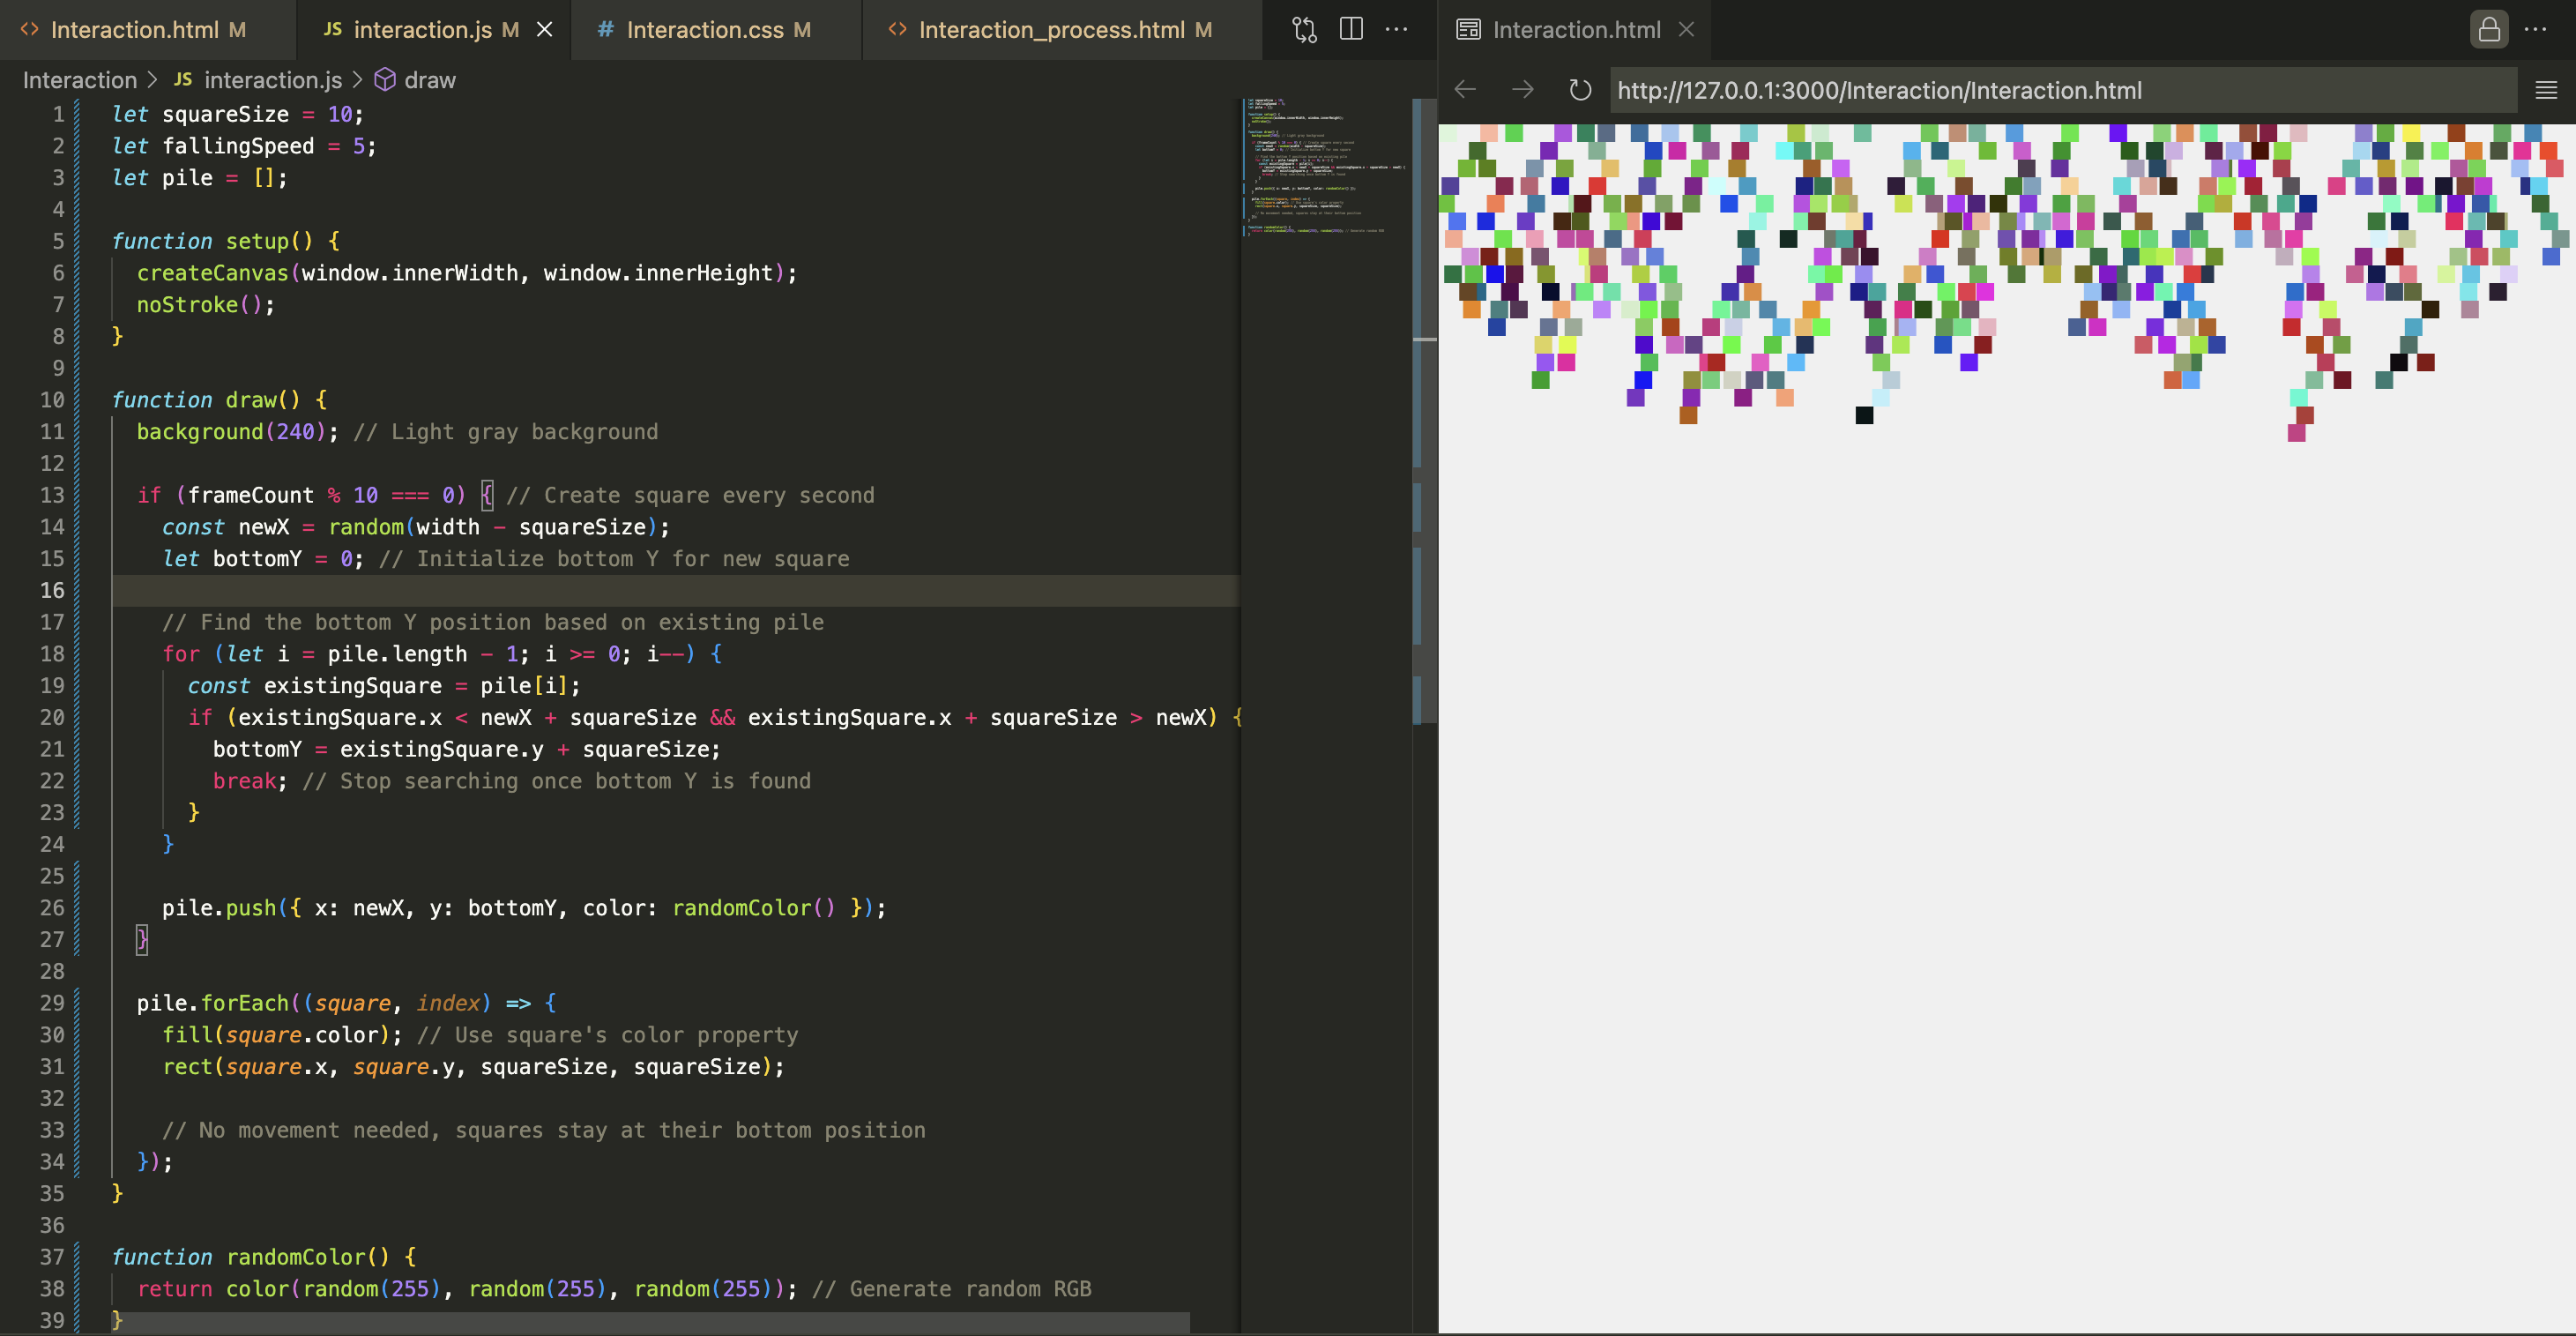 Interaction.html M
JS interaction.js M
# Interaction.css M
Interaction_process.html M
Interaction.html
Interaction > JS interaction.js > draw
http://127.0.0.1:3000/Interaction/Interaction.html
1 let squareSize = 10;
2 let fallingSpeed = 5;
3 let pile = [];
4
5 function setup() {
6 createCanvas(window.innerWidth, window.innerHeight);
7 noStroke();
8 }
9
10 function draw() {
11 background(240); // Light gray background
12
13 if (frameCount % 10 === 0) { // Create square every second
14 const newX = random(width - squareSize);
15 let bottomY = 0; // Initialize bottom Y for new square
16
17 // Find the bottom Y position based on existing pile
18 for (let i = pile.length - 1; i >= 0; i--) {
19 const existingSquare = pile[i];
20 if (existingSquare.x < newX + squareSize && existingSquare.x + squareSize > newX) {
21 bottomY = existingSquare.y + squareSize;
22 break; // Stop searching once bottom Y is found
23 }
24 }
25
26 pile.push({ x: newX, y: bottomY, color: randomColor() });
27 }
28
29 pile.forEach((square, index) => {
30 fill(square.color); // Use square's color property
31 rect(square.x, square.y, squareSize, squareSize);
32
33 // No movement needed, squares stay at their bottom position
34 });
35 }
36
37 function randomColor() {
38 return color(random(255), random(255), random(255)); // Generate random RGB
39 }